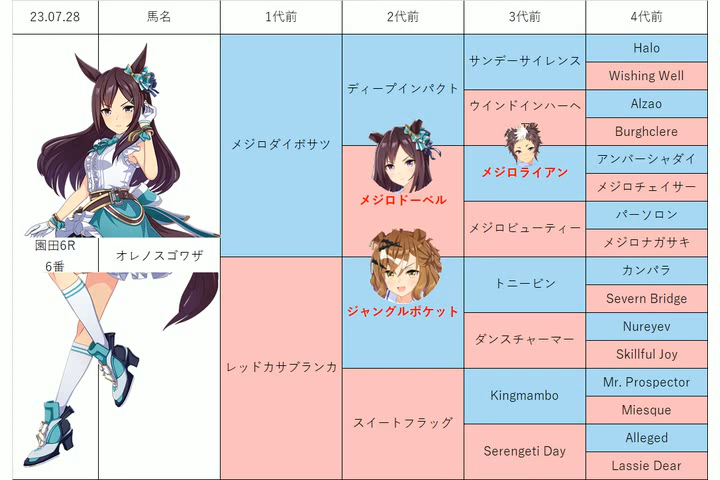 23.07.28 馬名 1代前 2代前 3代前 4代前
園田6R
6番
オレノスゴワザ
メジロダイボサツ
レッドカサブランカ
ディープインパクト
メジロドーベル
ジャングルポケット
スイートフラッグ
サンデーサイレンス
ウインドインハーヘ
メジロライアン
メジロビューティー
トニービン
ダンスチャーマー
Kingmambo
Serengeti Day
Halo
Wishing Well
Alzao
Burghclere
アンバーシャダイ
メジロチェイサー
パーソロン
メジロナガサキ
カンパラ
Severn Bridge
Nureyev
Skillful Joy
Mr. Prospector
Miesque
Alleged
Lassie Dear